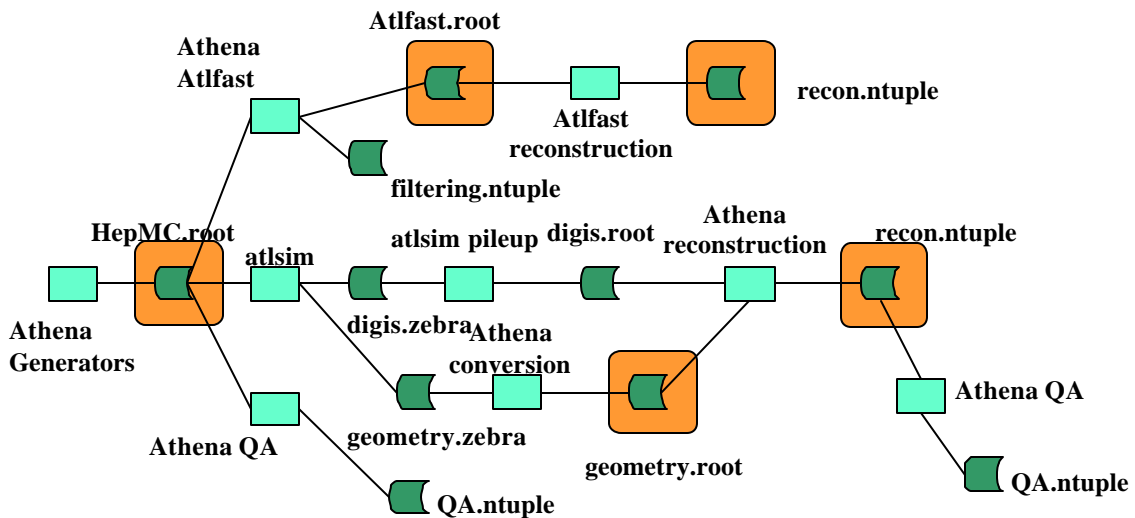 Atlfast.root
Athena
Atlfast
recon.ntuple
Atlfast
reconstruction
filtering.ntuple
HepMC.root
atlsim
atlsim pileup
digis.root
Athena
reconstruction
recon.ntuple
Athena
Generators
digis.zebra
Athena
conversion
geometry.zebra
geometry.root
Athena QA
Athena QA
QA.ntuple
QA.ntuple